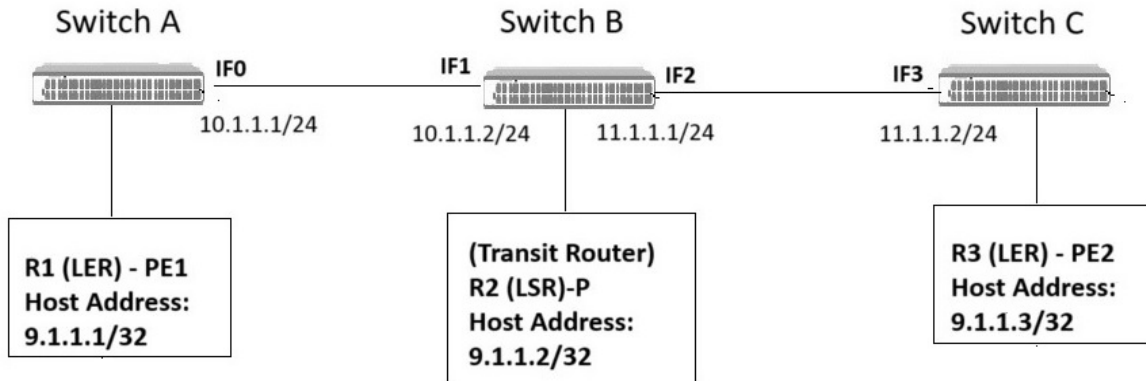 Switch A
Switch B
Switch C
IF0
IF1
IF2
IF3
10.1.1.1/24
10.1.1.2/24
11.1.1.1/24
11.1.1.2/24
R1 (LER) - PE1
Host Address:
9.1.1.1/32
(Transit Router)
R2 (LSR)-P
Host Address:
9.1.1.2/32
R3 (LER) - PE2
Host Address:
9.1.1.3/32